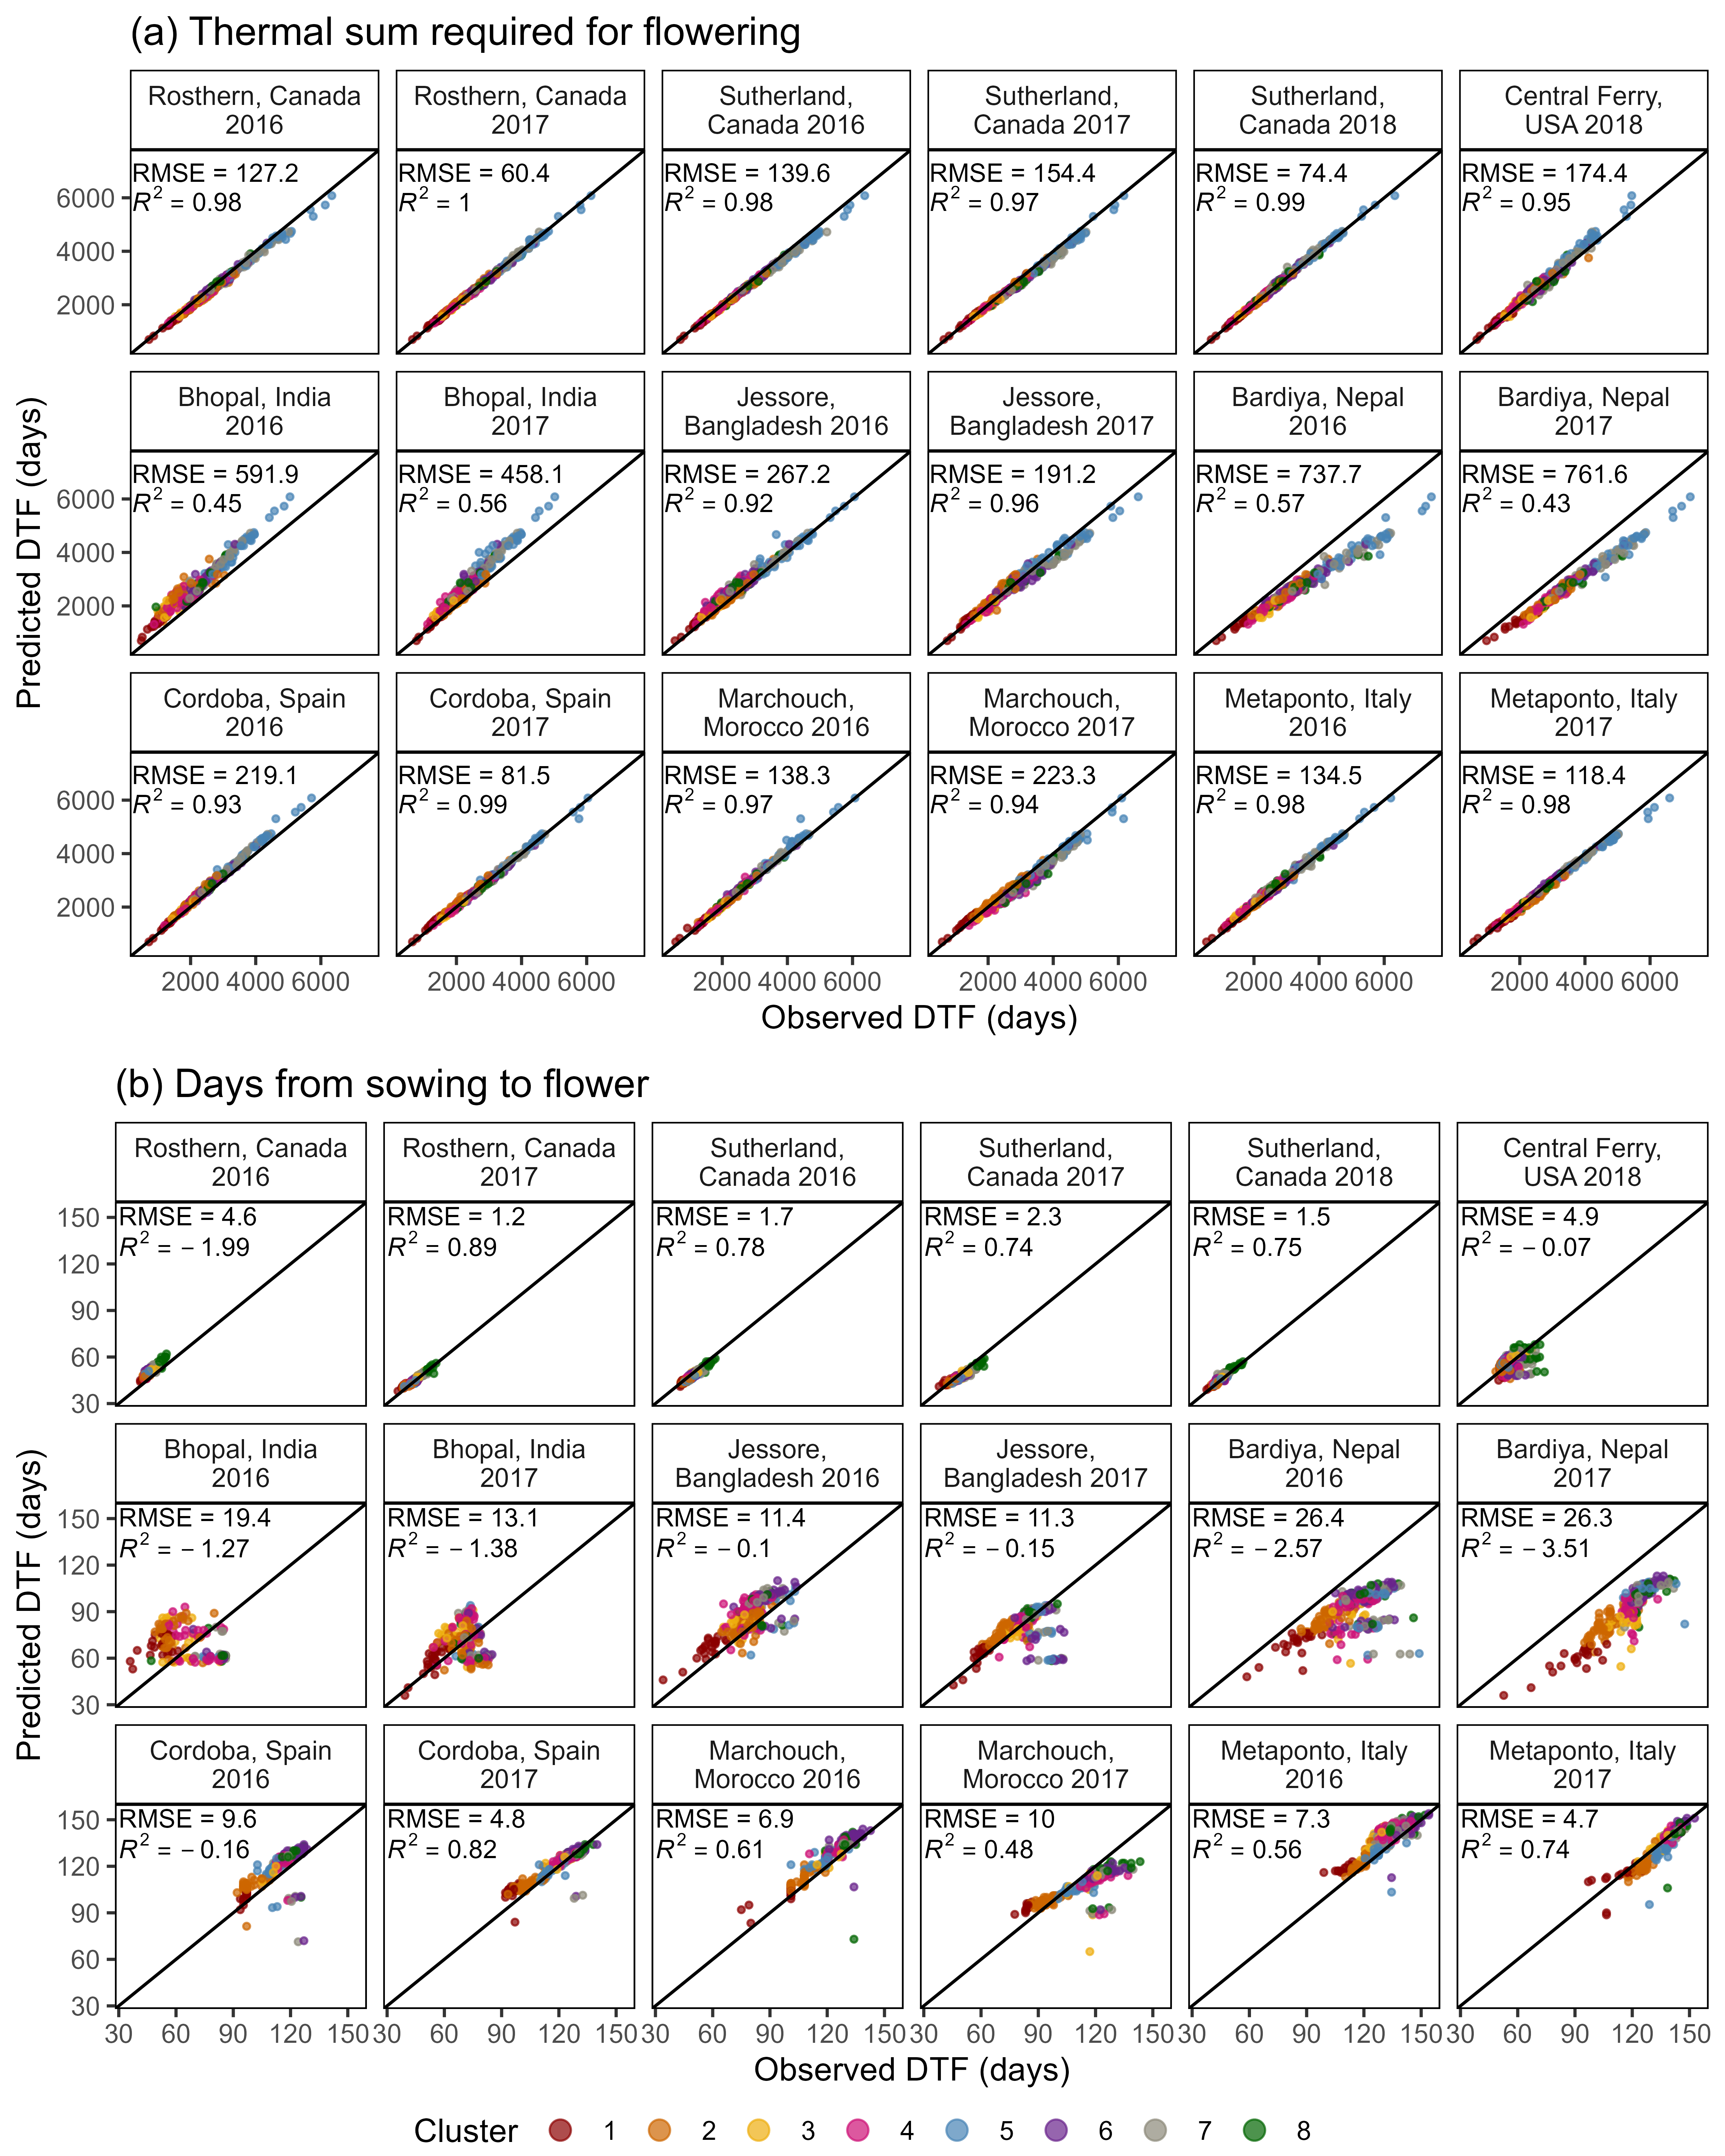 (a) Thermal sum required for flowering
Rosthern, Canada 2016
Rosthern, Canada 2017
Sutherland, Canada 2016
Sutherland, Canada 2017
Sutherland, Canada 2018
Central Ferry, USA 2018
RMSE = 127.2
R² = 0.98
RMSE = 60.4
R² = 1
RMSE = 139.6
R² = 0.98
RMSE = 154.4
R² = 0.97
RMSE = 74.4
R² = 0.99
RMSE = 174.4
R² = 0.95
6000
4000
2000
Bhopal, India 2016
Bhopal, India 2017
Jessore, Bangladesh 2016
Jessore, Bangladesh 2017
Bardiya, Nepal 2016
Bardiya, Nepal 2017
RMSE = 591.9
R² = 0.45
RMSE = 458.1
R² = 0.56
RMSE = 267.2
R² = 0.92
RMSE = 191.2
R² = 0.96
RMSE = 737.7
R² = 0.57
RMSE = 761.6
R² = 0.43
6000
4000
2000
Predicted DTF (days)
Cordoba, Spain 2016
Cordoba, Spain 2017
Marchouch, Morocco 2016
Marchouch, Morocco 2017
Metaponto, Italy 2016
Metaponto, Italy 2017
RMSE = 219.1
R² = 0.93
RMSE = 81.5
R² = 0.99
RMSE = 138.3
R² = 0.97
RMSE = 223.3
R² = 0.94
RMSE = 134.5
R² = 0.98
RMSE = 118.4
R² = 0.98
6000
4000
2000
2000 4000 6000 2000 4000 6000 2000 4000 6000 2000 4000 6000 2000 4000 6000 2000 4000 6000
Observed DTF (days)
(b) Days from sowing to flower
Rosthern, Canada 2016
Rosthern, Canada 2017
Sutherland, Canada 2016
Sutherland, Canada 2017
Sutherland, Canada 2018
Central Ferry, USA 2018
RMSE = 4.6
R² = − 1.99
RMSE = 1.2
R² = 0.89
RMSE = 1.7
R² = 0.78
RMSE = 2.3
R² = 0.74
RMSE = 1.5
R² = 0.75
RMSE = 4.9
R² = − 0.07
150
120
90
60
30
Bhopal, India 2016
Bhopal, India 2017
Jessore, Bangladesh 2016
Jessore, Bangladesh 2017
Bardiya, Nepal 2016
Bardiya, Nepal 2017
RMSE = 19.4
R² = − 1.27
RMSE = 13.1
R² = − 1.38
RMSE = 11.4
R² = − 0.1
RMSE = 11.3
R² = − 0.15
RMSE = 26.4
R² = − 2.57
RMSE = 26.3
R² = − 3.51
150
120
90
60
30
Predicted DTF (days)
Cordoba, Spain 2016
Cordoba, Spain 2017
Marchouch, Morocco 2016
Marchouch, Morocco 2017
Metaponto, Italy 2016
Metaponto, Italy 2017
RMSE = 9.6
R² = − 0.16
RMSE = 4.8
R² = 0.82
RMSE = 6.9
R² = 0.61
RMSE = 10
R² = 0.48
RMSE = 7.3
R² = 0.56
RMSE = 4.7
R² = 0.74
150
120
90
60
30
30 60 90 120 150 30 60 90 120 150 30 60 90 120 150 30 60 90 120 150 30 60 90 120 150 30 60 90 120 150
Observed DTF (days)
Cluster 1 2 3 4 5 6 7 8